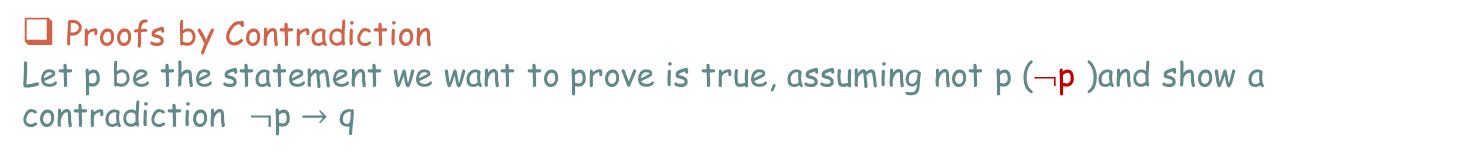 ❑ Proofs by Contradiction
Let p be the statement we want to prove is true, assuming not p (¬p )and show a
contradiction ¬p → q